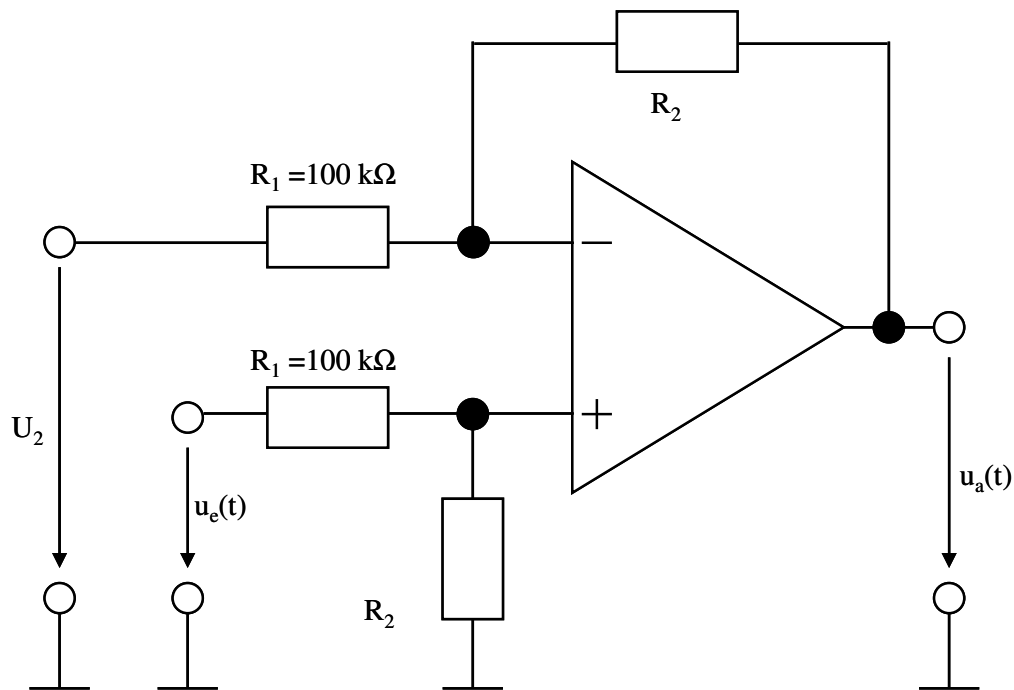 R₂
R₁ =100 kΩ
−
R₁ =100 kΩ
+
U₂
uₑ(t)
uₐ(t)
R₂